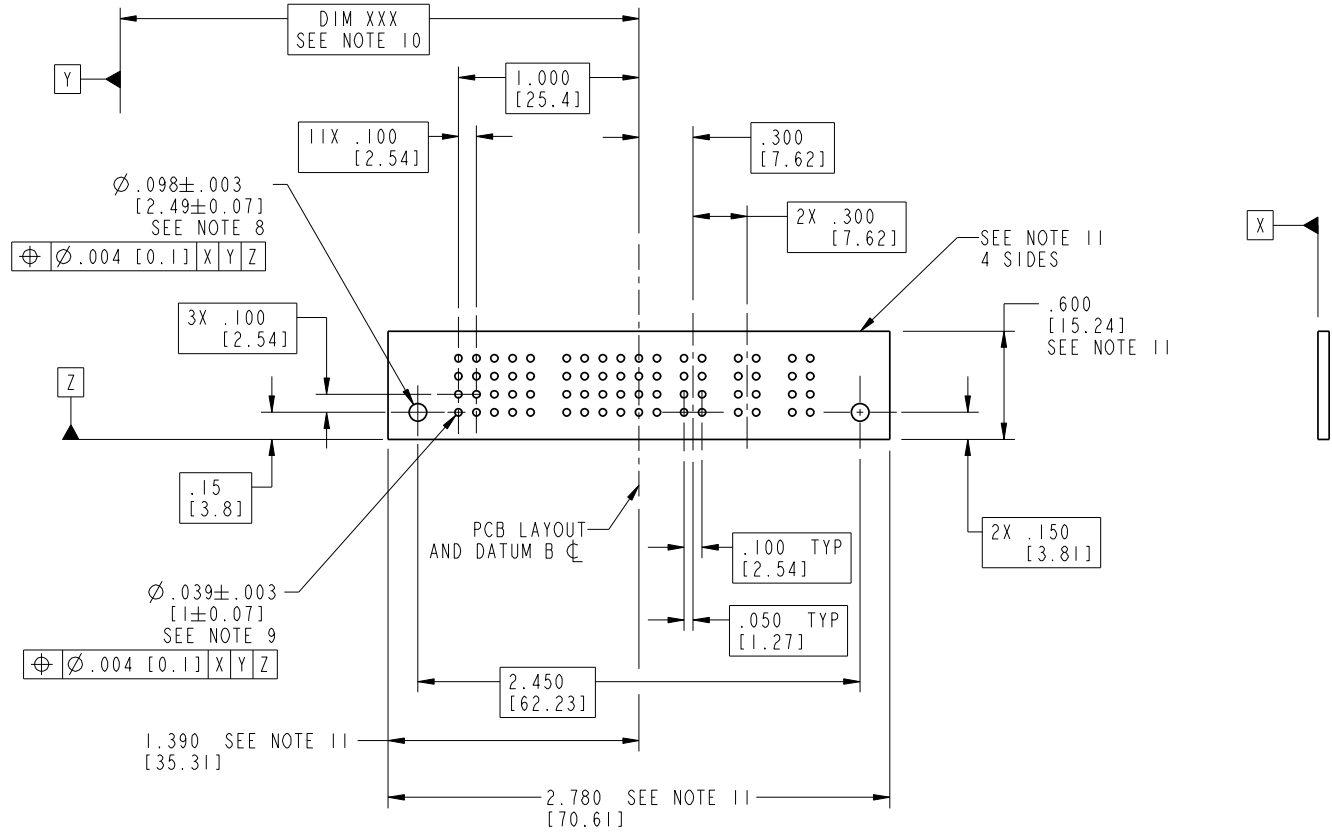 DIM XXX
SEE NOTE 10
Y
1.000
[25.4]
11X .100
[2.54]
.300
[7.62]
Ø.098±.003
[2.49±0.07]
SEE NOTE 8
⌖ Ø.004 [0.1] X Y Z
2X .300
[7.62]
X
SEE NOTE 11
4 SIDES
3X .100
[2.54]
.600
[15.24]
SEE NOTE 11
Z
.15
[3.8]
PCB LAYOUT
AND DATUM B ℄
.100 TYP
[2.54]
2X .150
[3.81]
Ø.039±.003
[1±0.07]
SEE NOTE 9
⌖ Ø.004 [0.1] X Y Z
.050 TYP
[1.27]
2.450
[62.23]
1.390 SEE NOTE 11
[35.31]
2.780 SEE NOTE 11
[70.61]